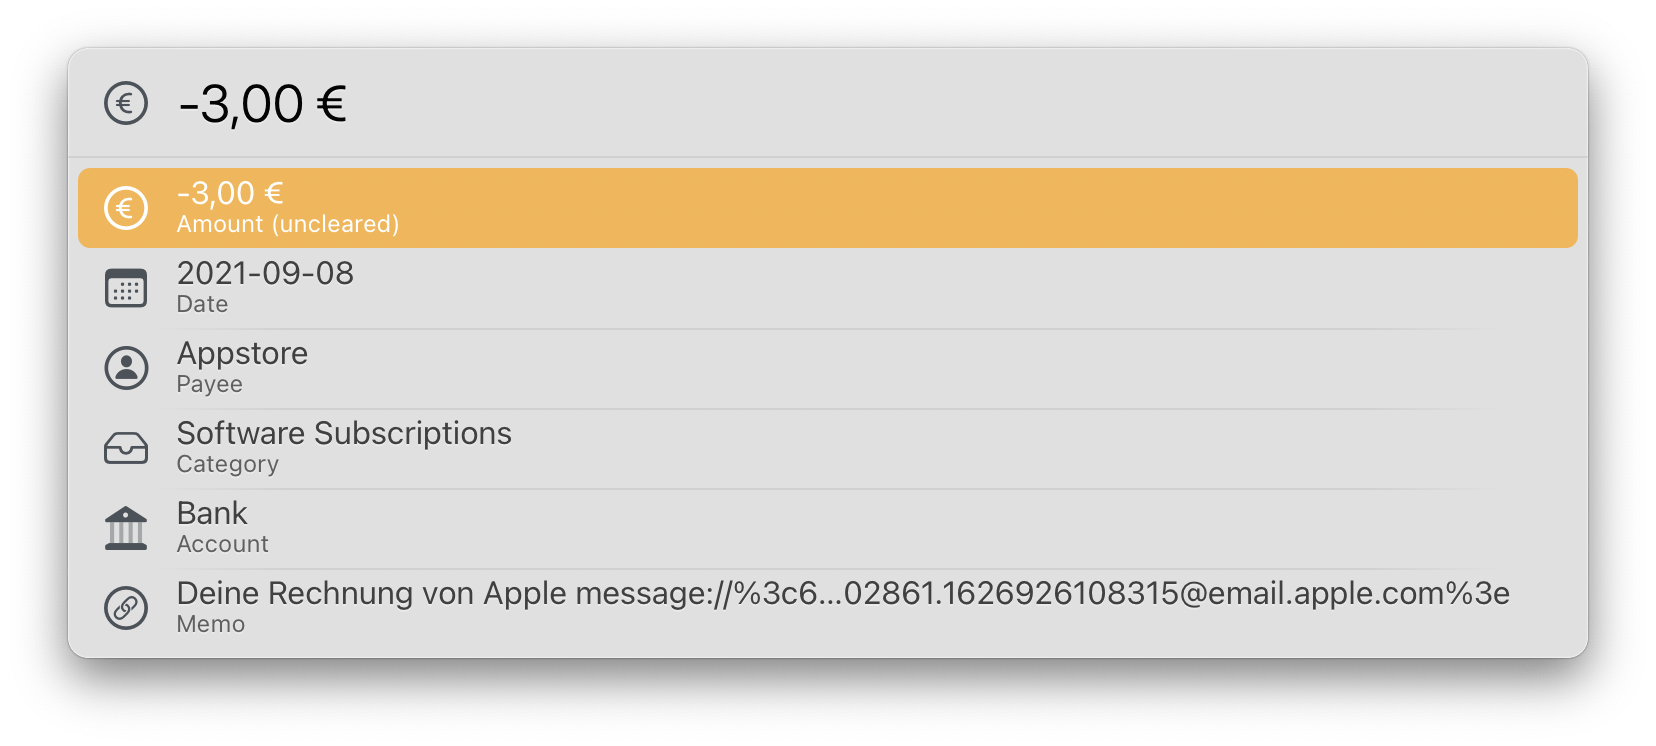 -3,00 €
-3,00 €
Amount (uncleared)
2021-09-08
Date
Appstore
Payee
Software Subscriptions
Category
Bank
Account
Deine Rechnung von Apple message://%3c6...02861.1626926108315@email.apple.com%3e
Memo